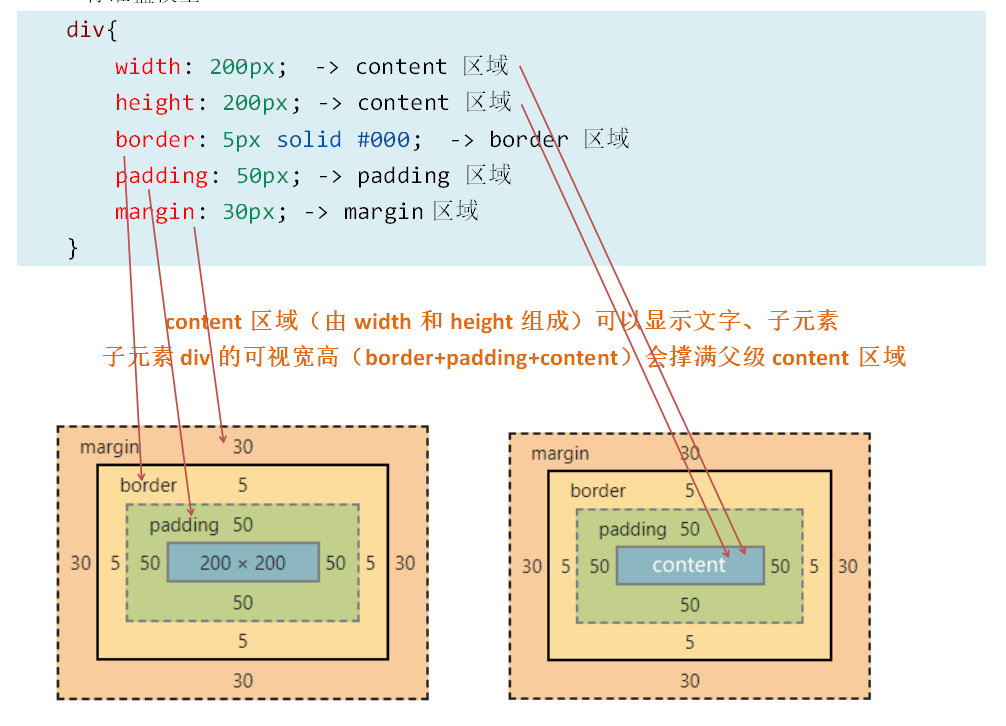 div{
width: 200px; -> content 区域
height: 200px; -> content 区域
border: 5px solid #000; -> border 区域
padding: 50px; -> padding 区域
margin: 30px; -> margin 区域
}
content 区域（由 width 和 height 组成）可以显示文字、子元素
子元素 div 的可视宽高（border+padding+content）会撑满父级 content 区域
margin 30
border 5
padding 50
30 5 50 200 × 200 50 5 30
50
5
30
margin 30
border 5
padding 50
30 5 50 content 50 5 30
50
5
30